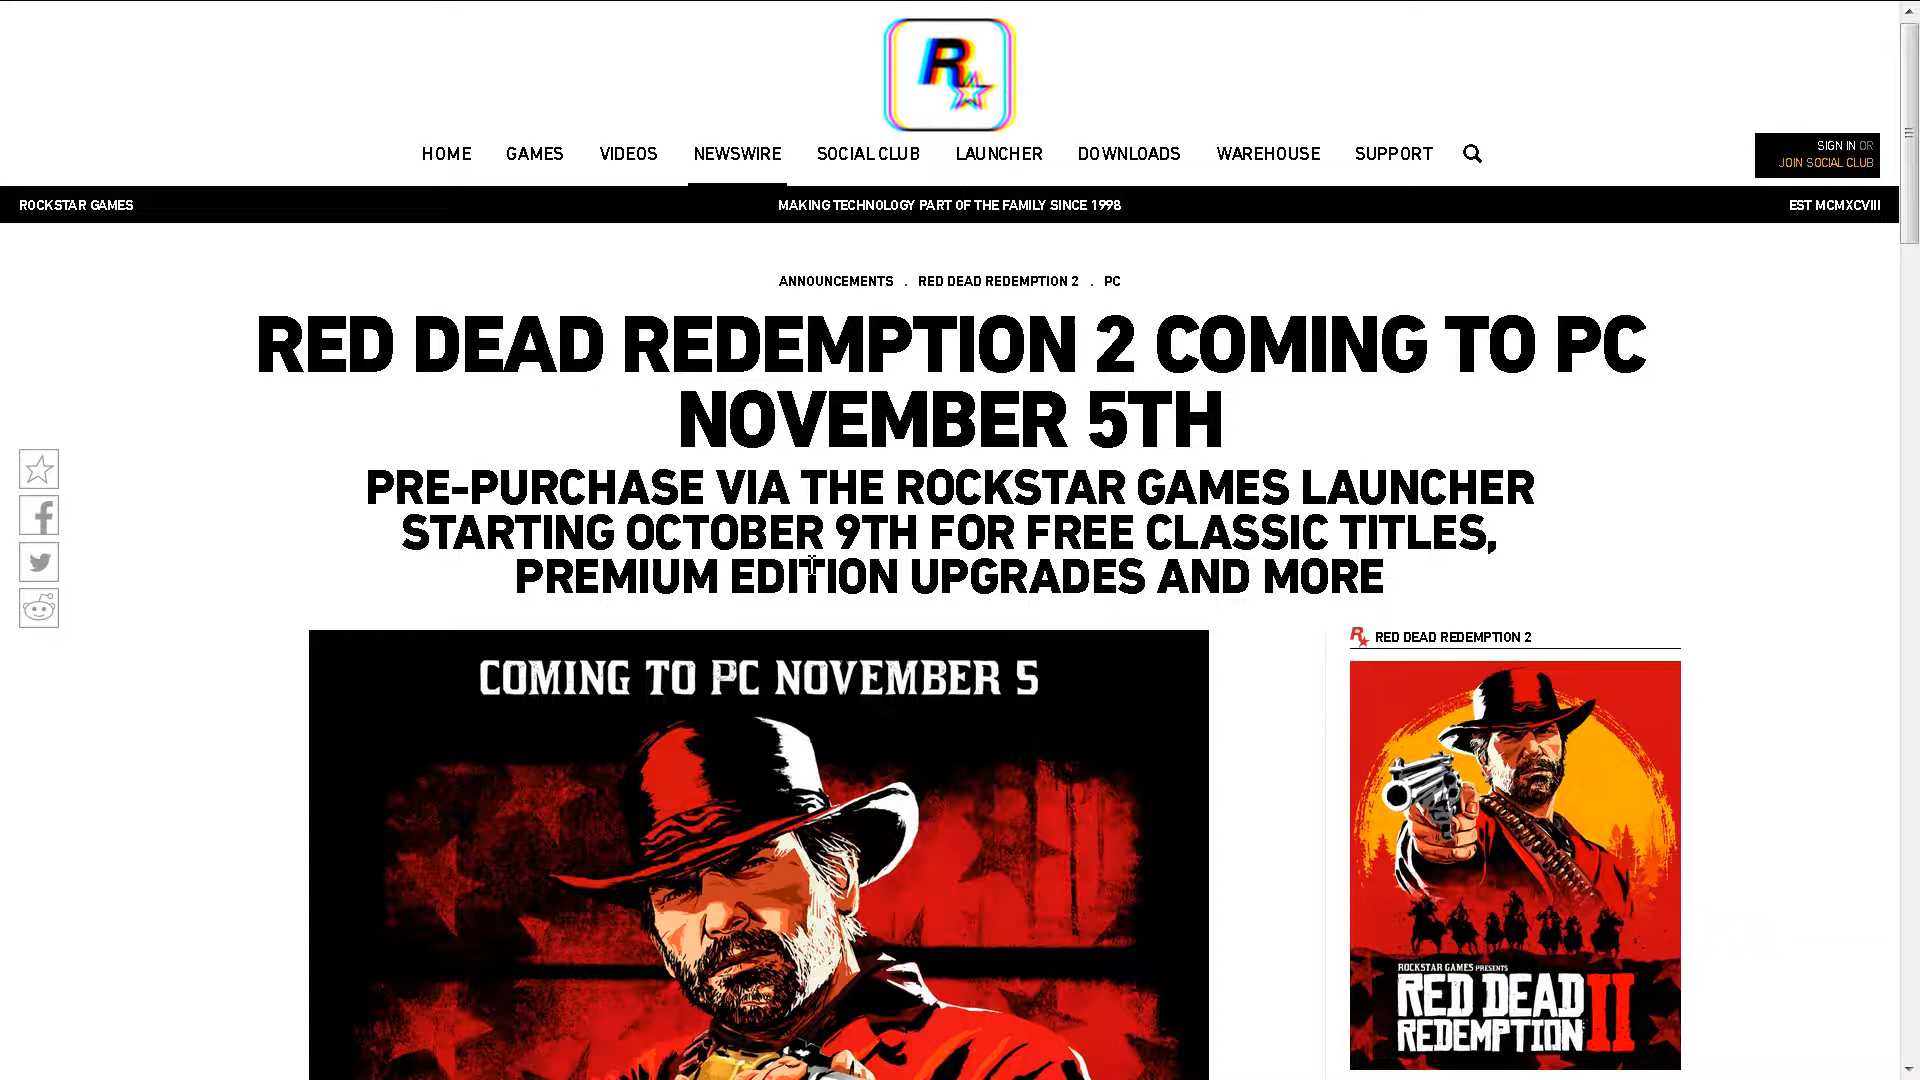 R
HOME GAMES VIDEOS NEWSWIRE SOCIAL CLUB LAUNCHER DOWNLOADS WAREHOUSE SUPPORT
SIGN IN OR
JOIN SOCIAL CLUB
ROCKSTAR GAMES MAKING TECHNOLOGY PART OF THE FAMILY SINCE 1998 EST MCMXCVIII
ANNOUNCEMENTS . RED DEAD REDEMPTION 2 . PC
RED DEAD REDEMPTION 2 COMING TO PC
NOVEMBER 5TH
PRE-PURCHASE VIA THE ROCKSTAR GAMES LAUNCHER
STARTING OCTOBER 9TH FOR FREE CLASSIC TITLES,
PREMIUM EDITION UPGRADES AND MORE
COMING TO PC NOVEMBER 5
R RED DEAD REDEMPTION 2
ROCKSTAR GAMES PRESENTS
RED DEAD
REDEMPTION II